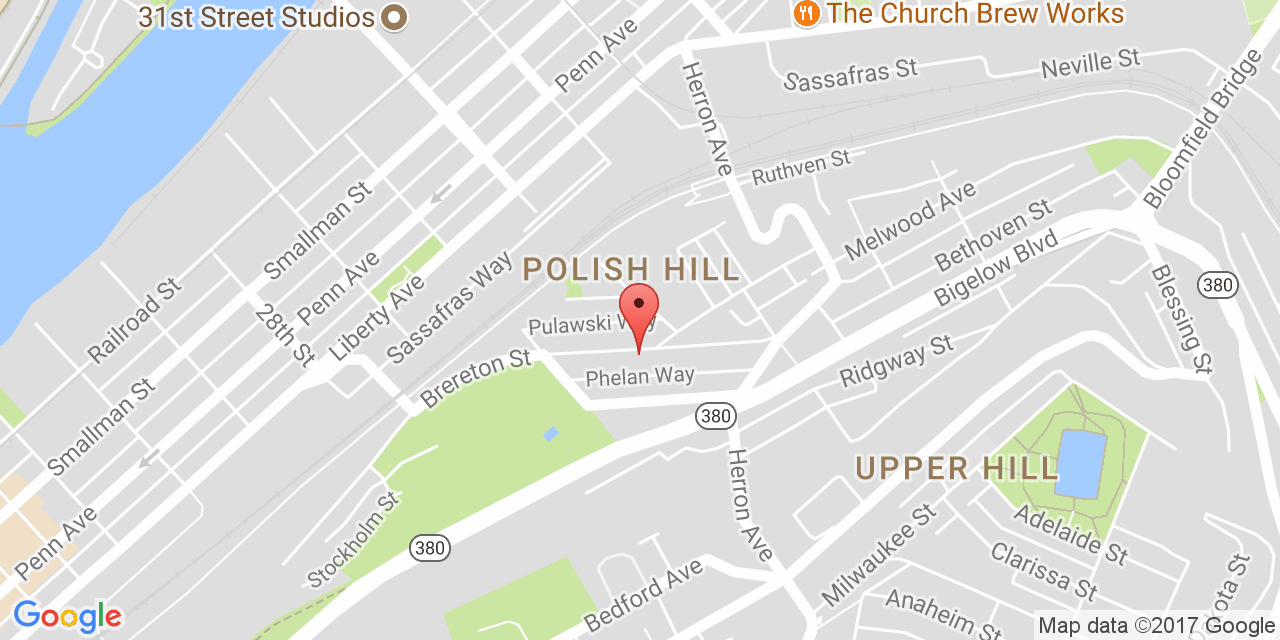 31st Street Studios
The Church Brew Works
Penn Ave
Sassafras St
Neville St
Herron Ave
Bloomfield Bridge
Ruthven St
Smallman St
Melwood Ave
Bethoven St
Bigelow Blvd
POLISH HILL
Penn Ave
Sassafras Way
Liberty Ave
Railroad St
28th St
380
Blessing St
Pulawski Way
Brereton St
Phelan Way
Ridgway St
380
Smallman St
UPPER HILL
Herron Ave
Stockholm St
Penn Ave
380
Milwaukee St
Adelaide St
Clarissa St
Bedford Ave
Anaheim St
Google
Map data ©2017 Google